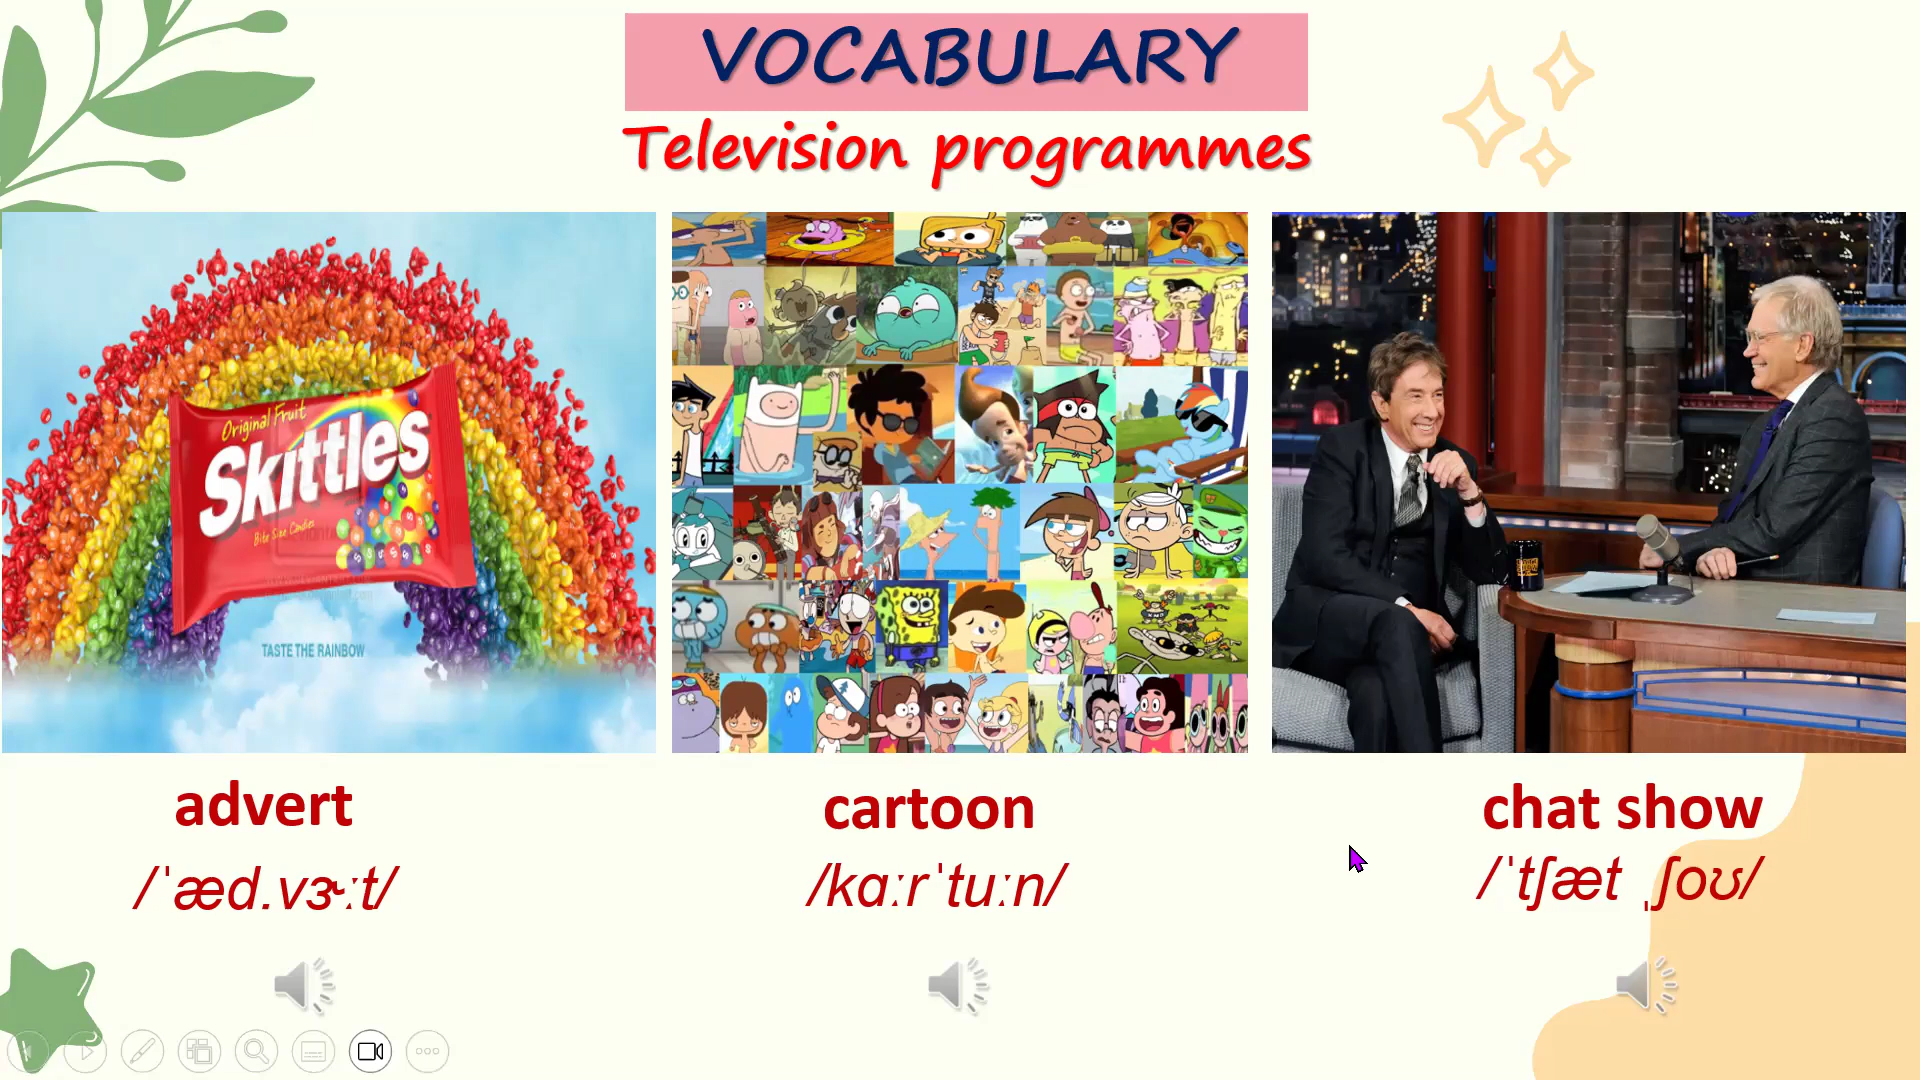 VOCABULARY
Television programmes
Original Fruit
Skittles
Bite Size Candies
TASTE THE RAINBOW
advert
cartoon
chat show
/ˈæd.vɝːt/
/kɑːrˈtuːn/
/ˈtʃæt ˌʃoʊ/